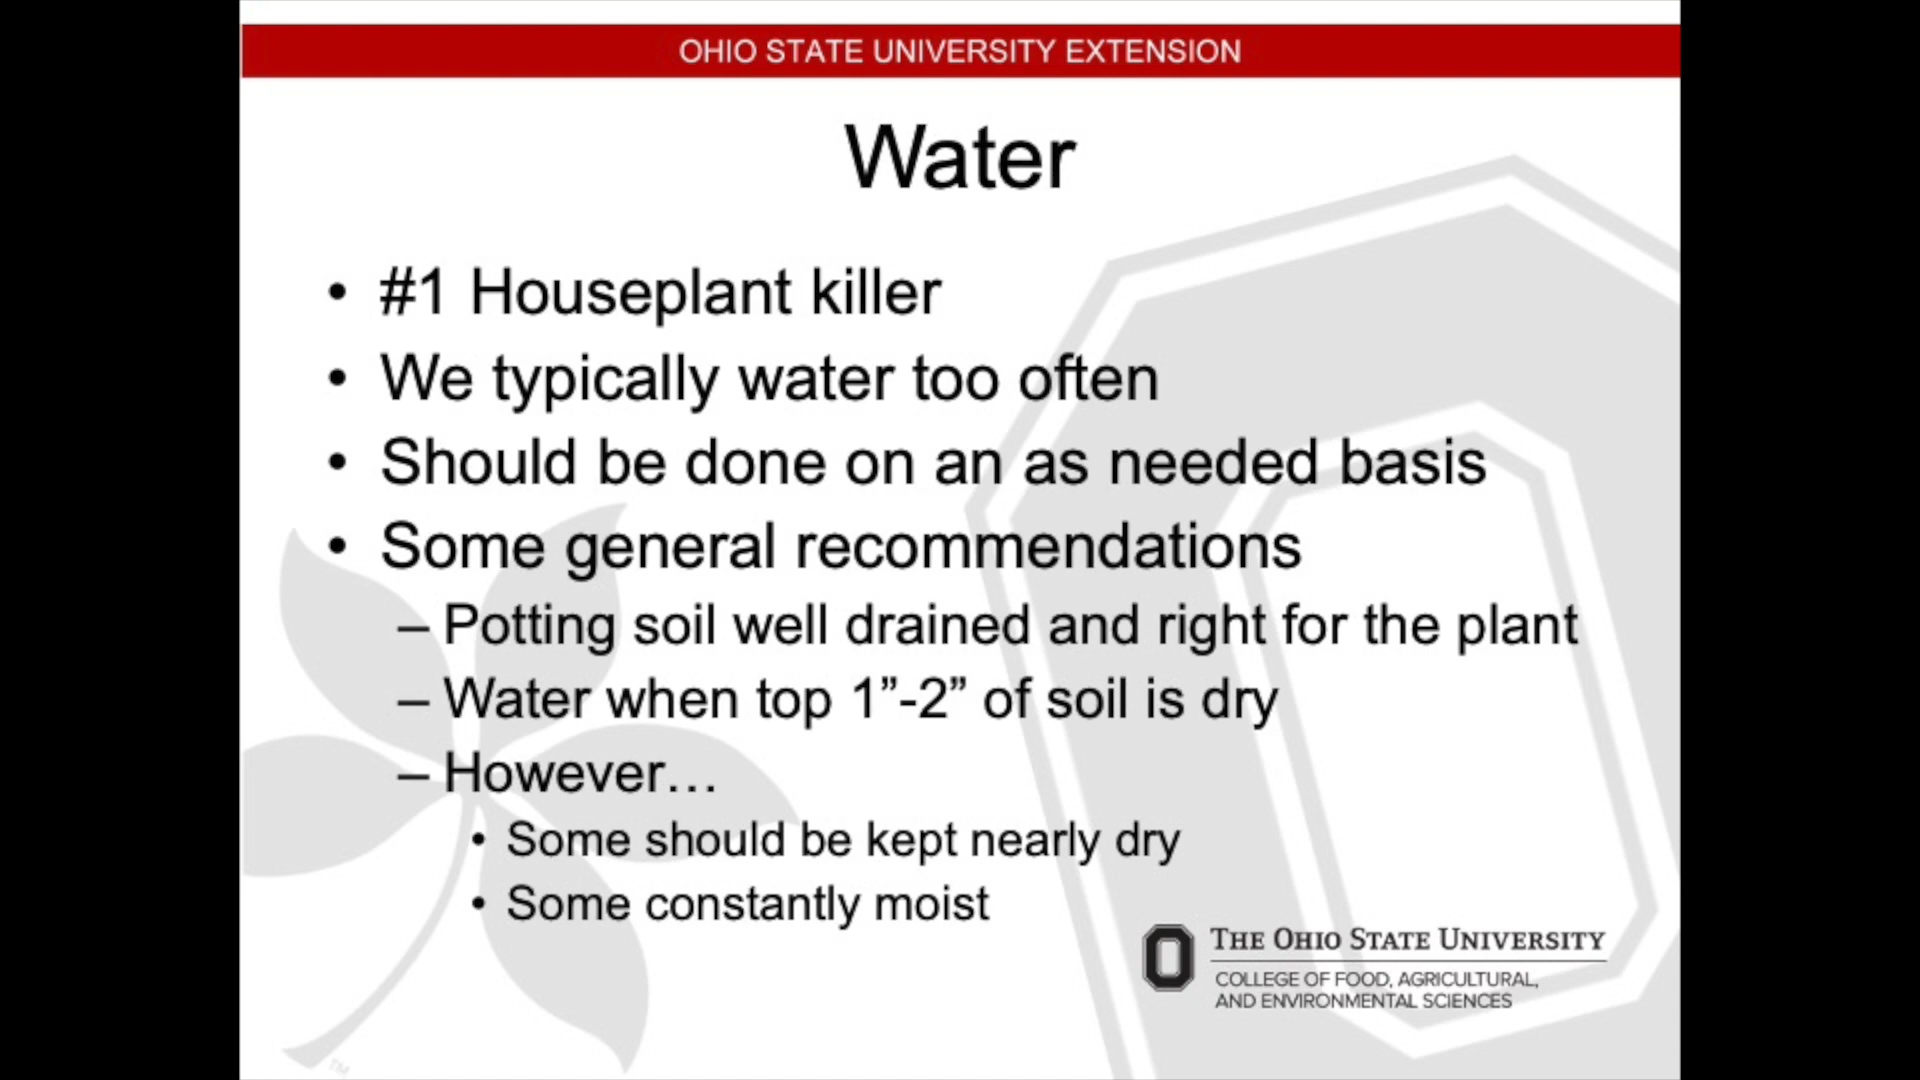 OHIO STATE UNIVERSITY EXTENSION
Water
• #1 Houseplant killer
• We typically water too often
• Should be done on an as needed basis
• Some general recommendations
– Potting soil well drained and right for the plant
– Water when top 1”-2” of soil is dry
– However…
• Some should be kept nearly dry
• Some constantly moist
THE OHIO STATE UNIVERSITY
COLLEGE OF FOOD, AGRICULTURAL,
AND ENVIRONMENTAL SCIENCES
TM